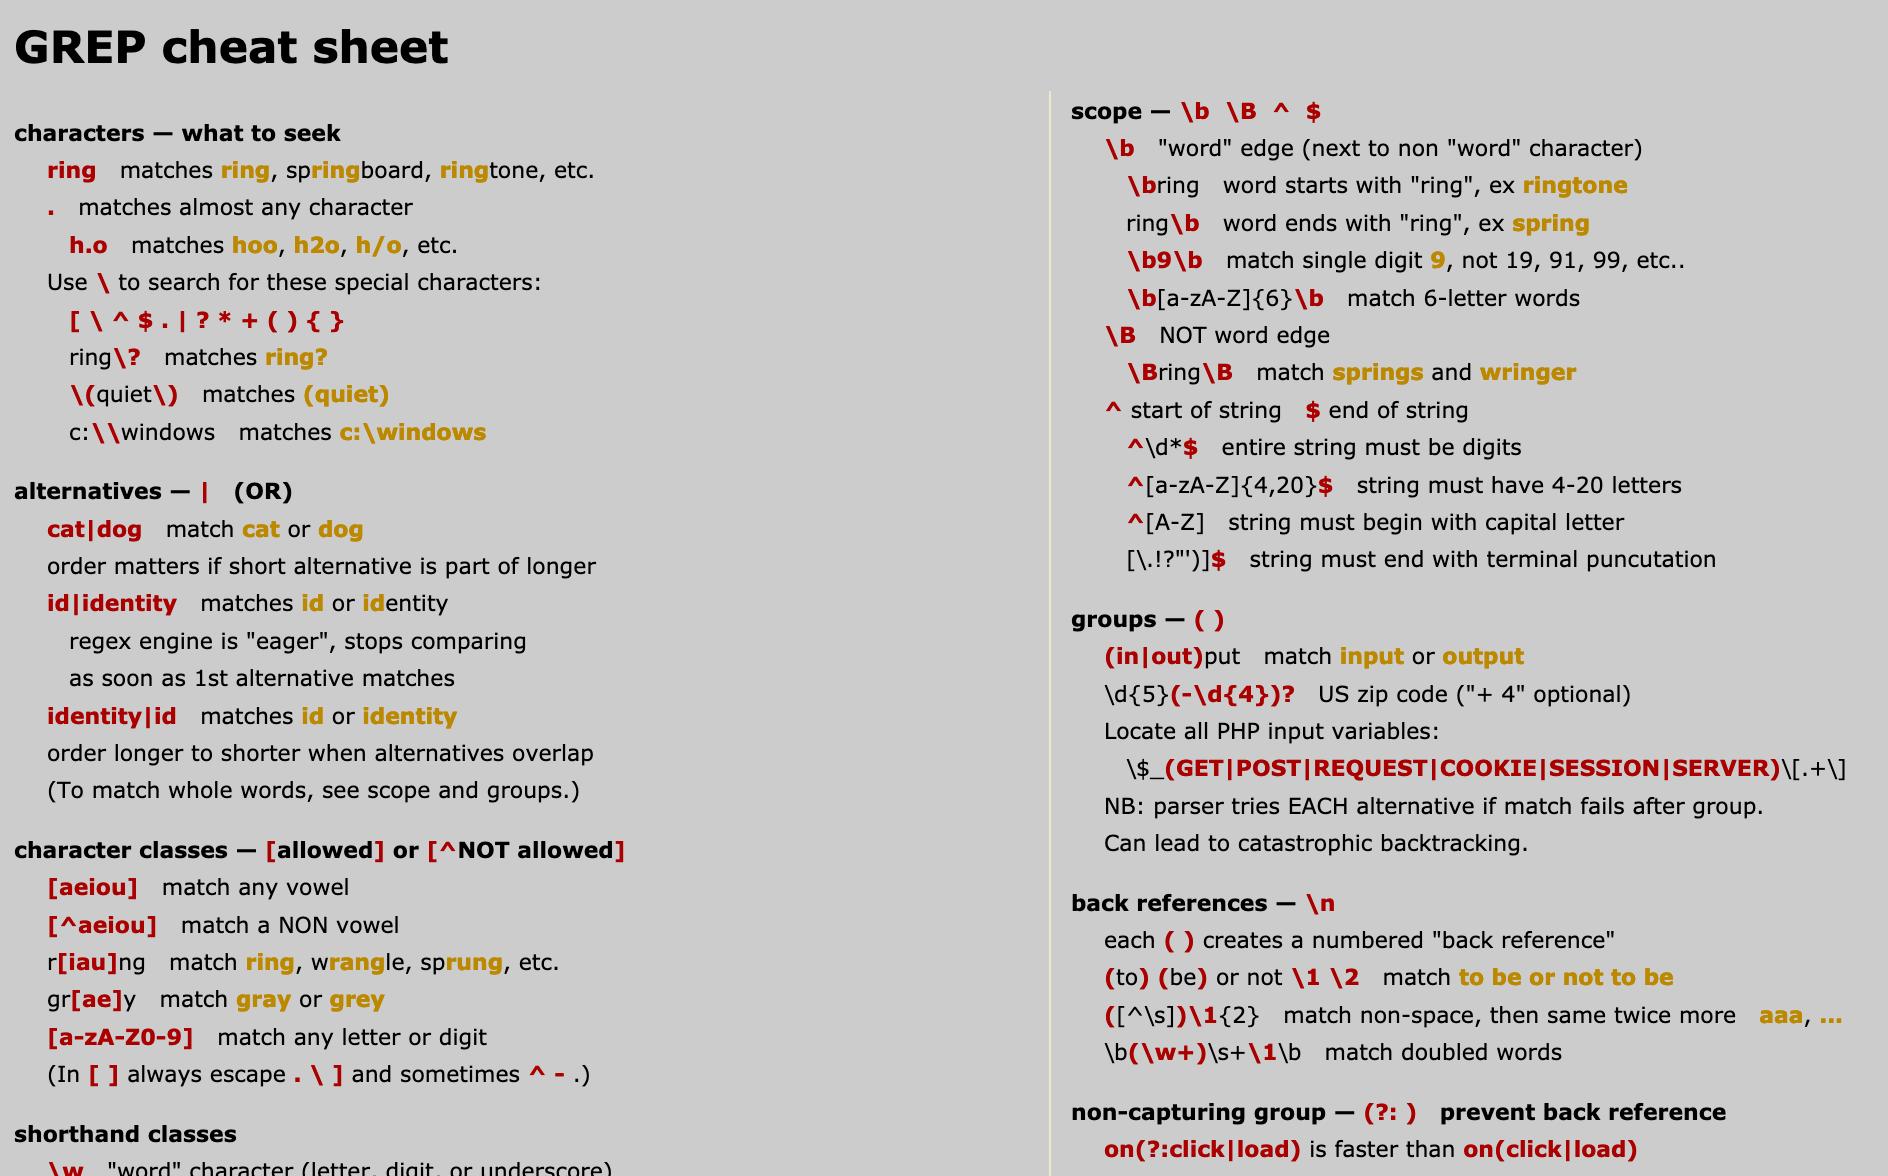 GREP cheat sheet
characters — what to seek
ring matches ring, springboard, ringtone, etc.
. matches almost any character
h.o matches hoo, h2o, h/o, etc.
Use \ to search for these special characters:
[ \ ^ $ . | ? * + ( ) { }
ring\? matches ring?
\(quiet\) matches (quiet)
c:\\windows matches c:\windows
alternatives — | (OR)
cat|dog match cat or dog
order matters if short alternative is part of longer
id|identity matches id or identity
regex engine is "eager", stops comparing
as soon as 1st alternative matches
identity|id matches id or identity
order longer to shorter when alternatives overlap
(To match whole words, see scope and groups.)
character classes — [allowed] or [^NOT allowed]
[aeiou] match any vowel
[^aeiou] match a NON vowel
r[iau]ng match ring, wrangle, sprung, etc.
gr[ae]y match gray or grey
[a-zA-Z0-9] match any letter or digit
(In [ ] always escape . \ ] and sometimes ^ - .)
shorthand classes
\w "word" character (letter, digit, or underscore)
scope — \b \B ^ $
\b "word" edge (next to non "word" character)
\bring word starts with "ring", ex ringtone
ring\b word ends with "ring", ex spring
\b9\b match single digit 9, not 19, 91, 99, etc..
\b[a-zA-Z]{6}\b match 6-letter words
\B NOT word edge
\Bring\B match springs and wringer
^ start of string $ end of string
^\d*$ entire string must be digits
^[a-zA-Z]{4,20}$ string must have 4-20 letters
^[A-Z] string must begin with capital letter
[\.!?"')]$ string must end with terminal puncutation
groups — ( )
(in|out)put match input or output
\d{5}(-\d{4})? US zip code ("+ 4" optional)
Locate all PHP input variables:
\$_(GET|POST|REQUEST|COOKIE|SESSION|SERVER)\[.+\]
NB: parser tries EACH alternative if match fails after group.
Can lead to catastrophic backtracking.
back references — \n
each ( ) creates a numbered "back reference"
(to) (be) or not \1 \2 match to be or not to be
([^\s])\1{2} match non-space, then same twice more aaa, ...
\b(\w+)\s+\1\b match doubled words
non-capturing group — (?: ) prevent back reference
on(?:click|load) is faster than on(click|load)